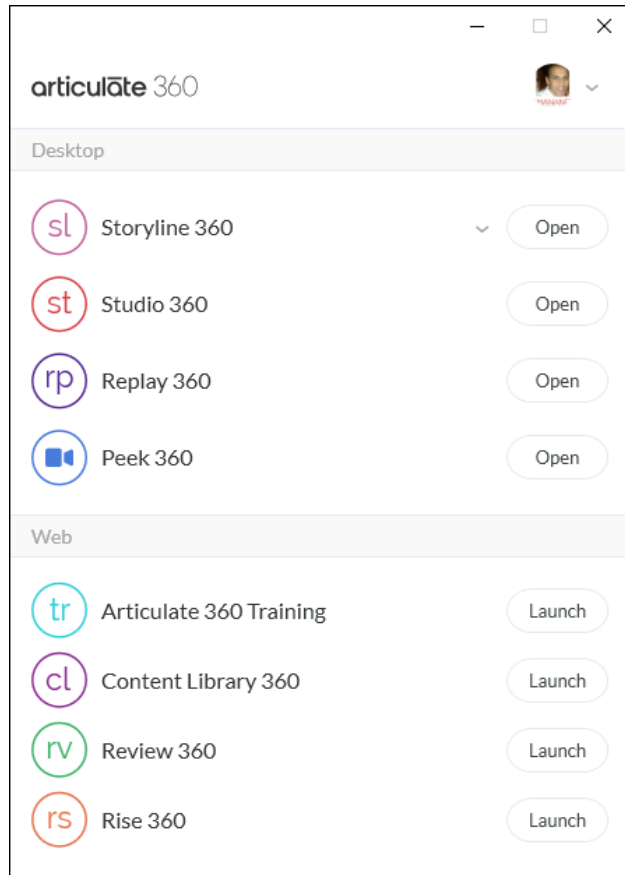 articulāte 360
Desktop
sl Storyline 360 Open
st Studio 360 Open
rp Replay 360 Open
Peek 360 Open
Web
tr Articulate 360 Training Launch
cl Content Library 360 Launch
rv Review 360 Launch
rs Rise 360 Launch